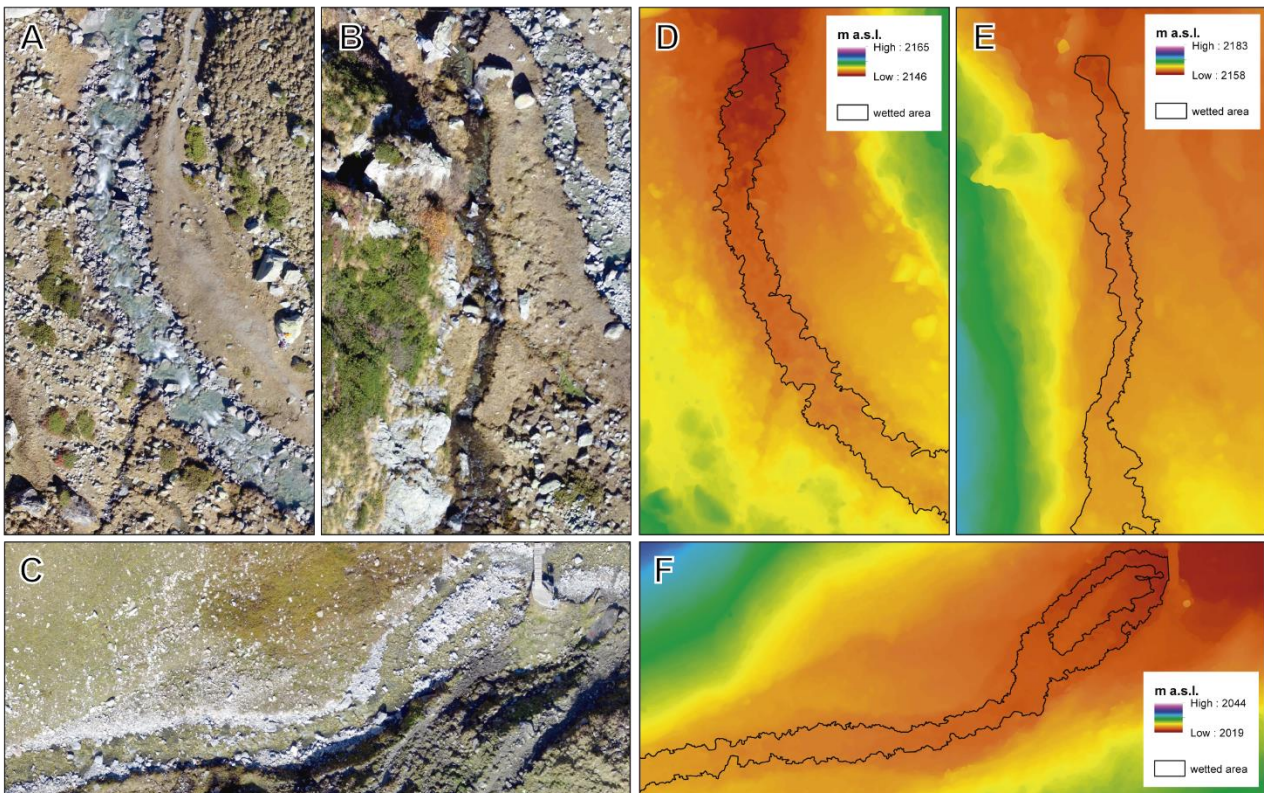 A
B
D
m a.s.l.
High : 2165
Low : 2146
wetted area
E
m a.s.l.
High : 2183
Low : 2158
wetted area
C
F
m a.s.l.
High : 2044
Low : 2019
wetted area